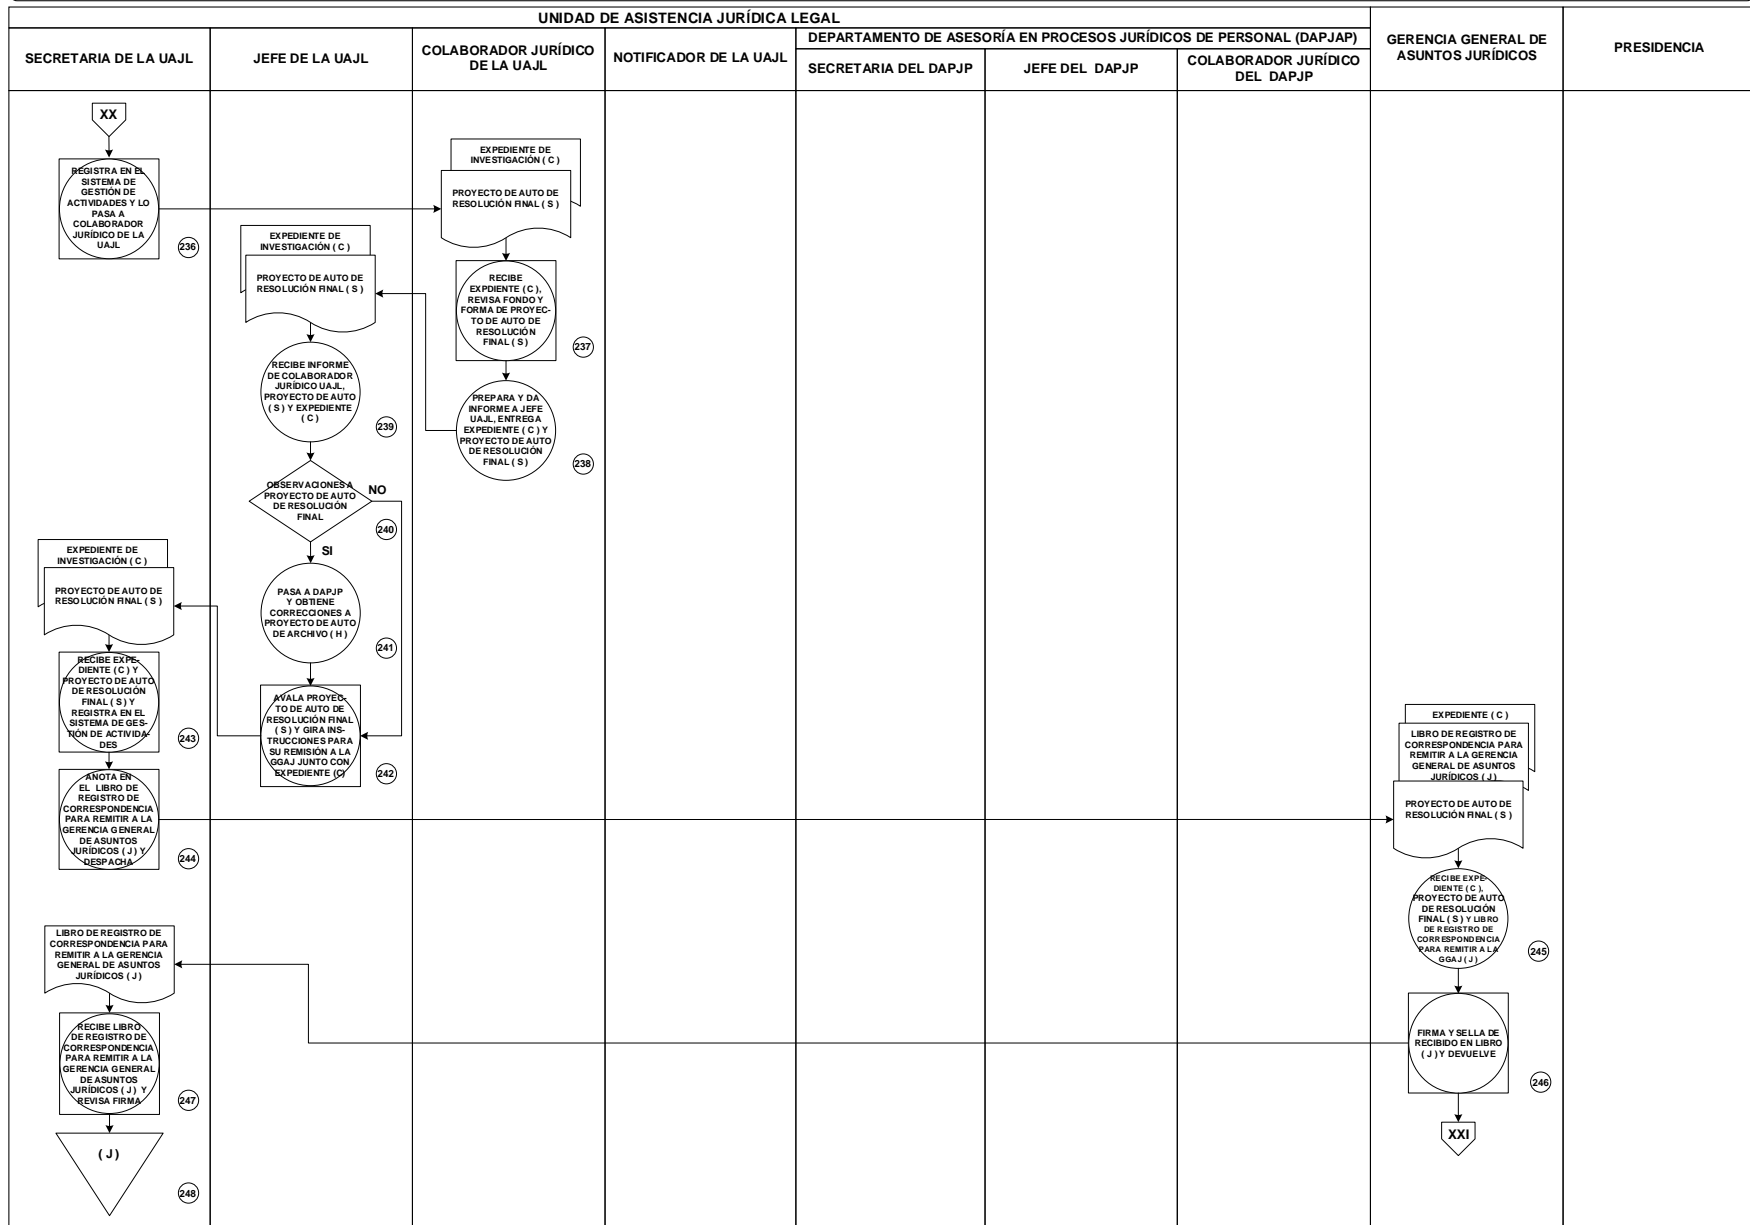 UNIDAD DE ASISTENCIA JURÍDICA LEGAL
SECRETARIA DE LA UAJL
JEFE DE LA UAJL
COLABORADOR JURÍDICO
DE LA UAJL
NOTIFICADOR DE LA UAJL
DEPARTAMENTO DE ASESORÍA EN PROCESOS JURÍDICOS DE PERSONAL (DAPJAP)
SECRETARIA DEL DAPJP
JEFE DEL DAPJP
COLABORADOR JURÍDICO
DEL DAPJP
GERENCIA GENERAL DE
ASUNTOS JURÍDICOS
PRESIDENCIA
XX
REGISTRA EN EL
SISTEMA DE
GESTIÓN DE
ACTIVIDADES Y LO
PASA A
COLABORADOR
JURÍDICO DE LA
UAJL
236
EXPEDIENTE DE
INVESTIGACIÓN ( C )
PROYECTO DE AUTO DE
RESOLUCIÓN FINAL ( S )
RECIBE
EXPDIENTE ( C ),
REVISA FONDO Y
FORMA DE PROYEC-
TO DE AUTO DE
RESOLUCIÓN
FINAL ( S )
237
PREPARA Y DA
INFORME A JEFE
UAJL, ENTREGA
EXPEDIENTE ( C ) Y
PROYECTO DE AUTO
DE RESOLUCIÓN
FINAL ( S )
238
EXPEDIENTE DE
INVESTIGACIÓN ( C )
PROYECTO DE AUTO DE
RESOLUCIÓN FINAL ( S )
RECIBE INFORME
DE COLABORADOR
JURÍDICO UAJL,
PROYECTO DE AUTO
( S ) Y EXPEDIENTE
( C )
239
OBSERVACIONES A
PROYECTO DE AUTO
DE RESOLUCIÓN
FINAL
NO
240
SI
PASA A DAPJP
Y OBTIENE
CORRECCIONES A
PROYECTO DE AUTO
DE ARCHIVO ( H )
241
AVALA PROYEC-
TO DE AUTO DE
RESOLUCIÓN FINAL
( S ) Y GIRA INS-
TRUCCIONES PARA
SU REMISIÓN A LA
GGAJ JUNTO CON
EXPEDIENTE (C)
242
EXPEDIENTE DE
INVESTIGACIÓN ( C )
PROYECTO DE AUTO DE
RESOLUCIÓN FINAL ( S )
RECIBE EXPE-
DIENTE ( C ) Y
PROYECTO DE AUTO
DE RESOLUCIÓN
FINAL ( S ) Y
REGISTRA EN EL
SISTEMA DE GES-
TIÓN DE ACTIVIDA-
DES
243
ANOTA EN
EL LIBRO DE
REGISTRO DE
CORRESPONDENCIA
PARA REMITIR A LA
GERENCIA GENERAL
DE ASUNTOS
JURÍDICOS ( J ) Y
DESPACHA
244
EXPEDIENTE ( C )
LIBRO DE REGISTRO DE
CORRESPONDENCIA PARA
REMITIR A LA GERENCIA
GENERAL DE ASUNTOS
JURÍDICOS ( J )
PROYECTO DE AUTO DE
RESOLUCIÓN FINAL ( S )
RECIBE EXPE-
DIENTE ( C ),
PROYECTO DE AUTO
DE RESOLUCIÓN
FINAL ( S ) Y LIBRO
DE REGISTRO DE
CORRESPONDENCIA
PARA REMITIR A LA
GGAJ ( J )
245
FIRMA Y SELLA DE
RECIBIDO EN LIBRO
( J ) Y DEVUELVE
246
XXI
LIBRO DE REGISTRO DE
CORRESPONDENCIA PARA
REMITIR A LA GERENCIA
GENERAL DE ASUNTOS
JURÍDICOS ( J )
RECIBE LIBRO
DE REGISTRO DE
CORRESPONDENCIA
PARA REMITIR A LA
GERENCIA GENERAL
DE ASUNTOS
JURÍDICOS ( J ) Y
REVISA FIRMA
247
( J )
248